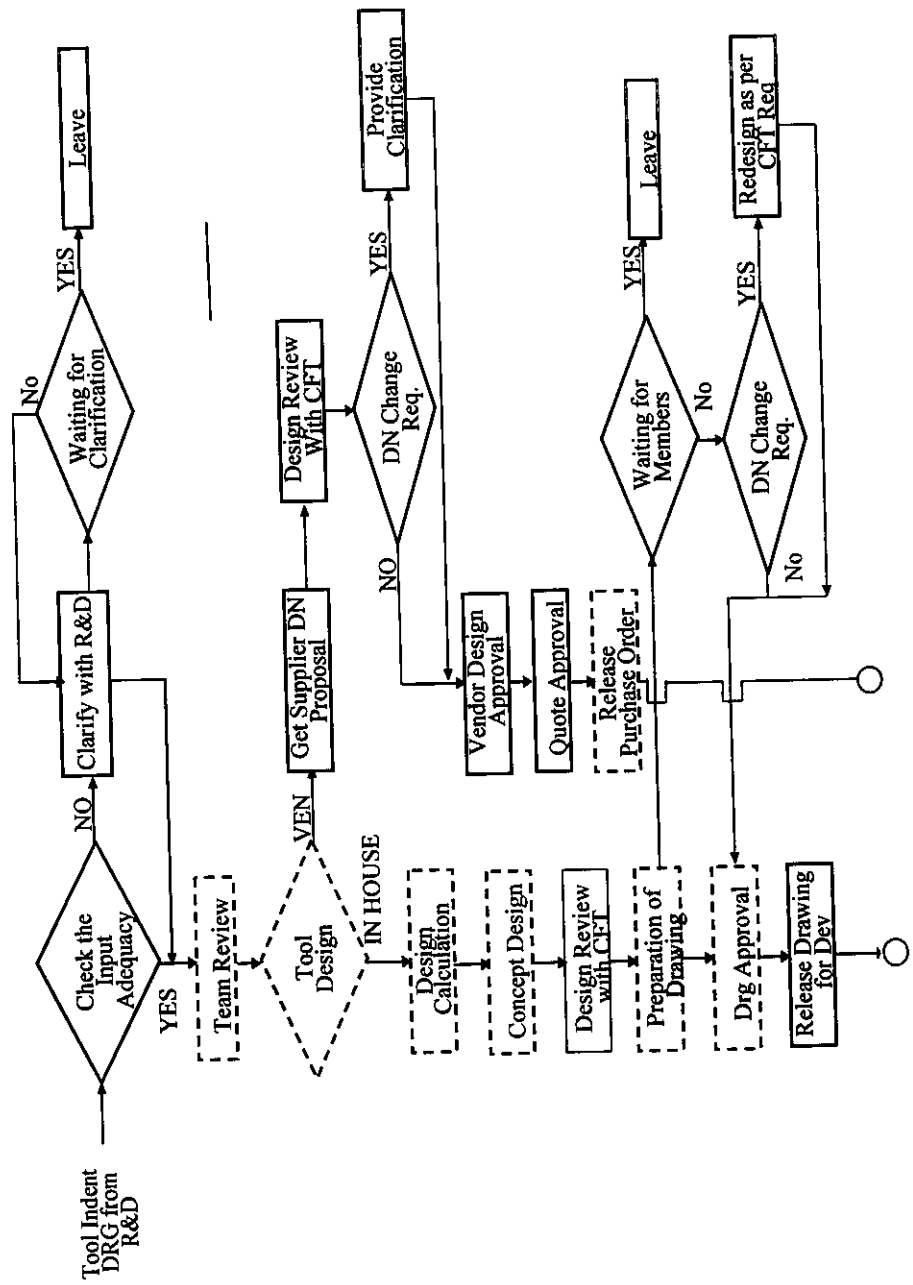 Tool Indent
DRG from
R&D
Check the
Input
Adequacy
NO
YES
Clarify with R&D
Waiting for
Clarification
No
YES
Leave
Team Review
Tool
Design
VEN
IN HOUSE
Get Supplier DN
Proposal
Design Review
With CFT
DN Change
Req.
YES
NO
Provide
Clarification
Vendor Design
Approval
Quote Approval
Release
Purchase Order
Design
Calculation
Concept Design
Design Review
with CFT
Preparation of
Drawing
Waiting for
Members
YES
Leave
No
DN Change
Req.
YES
Redesign as per
CFT Req
No
Drg Approval
Release Drawing
for Dev